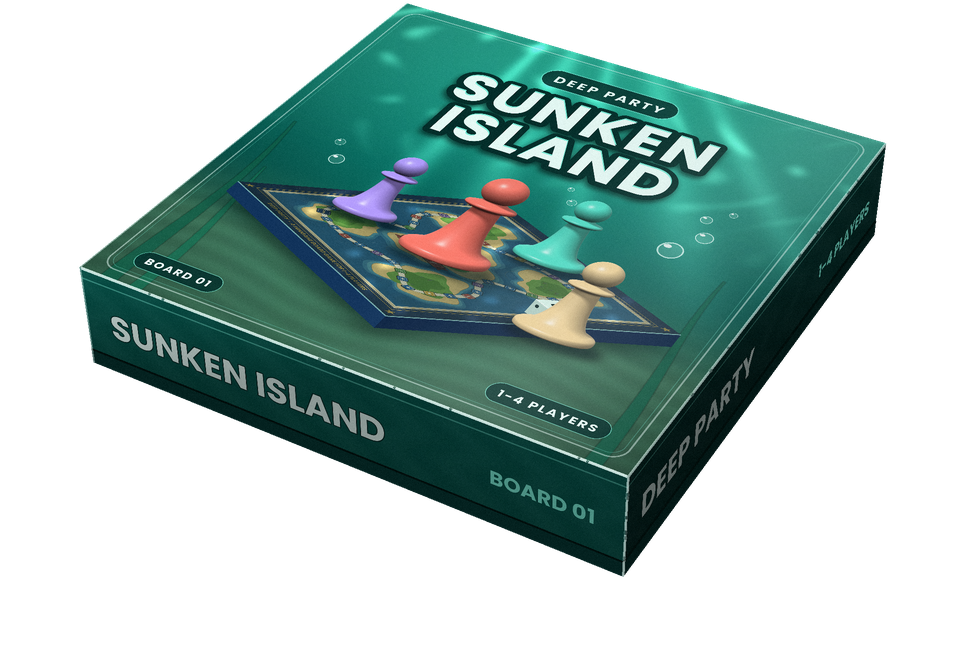 DEEP PARTY
SUNKEN
ISLAND
BOARD 01
1-4 PLAYERS
SUNKEN ISLAND
BOARD 01
DEEP PARTY
1-4 PLAYERS